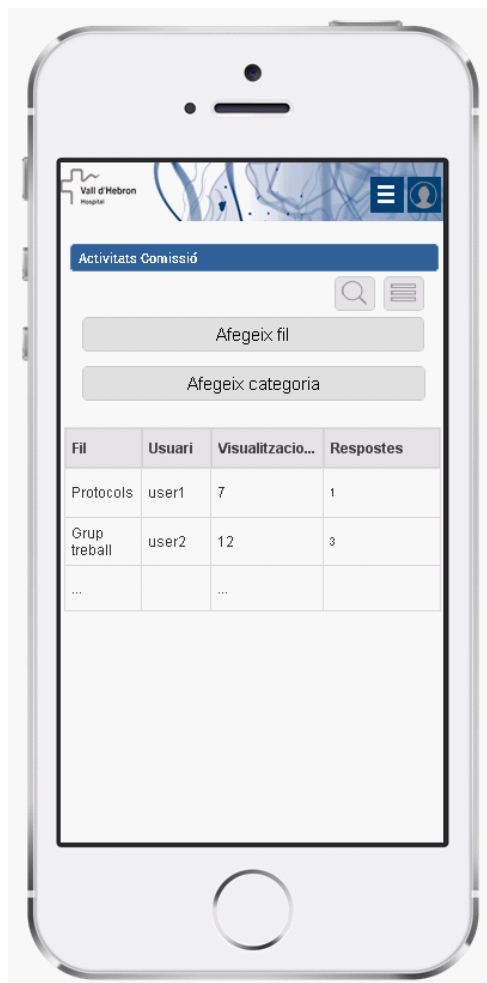 Vall d'Hebron
Hospital
Activitats Comissió
Afegeix fil
Afegeix categoria
Fil Usuari Visualitzacio... Respostes
Protocols user1 7 1
Grup
treball user2 12 3
... ...